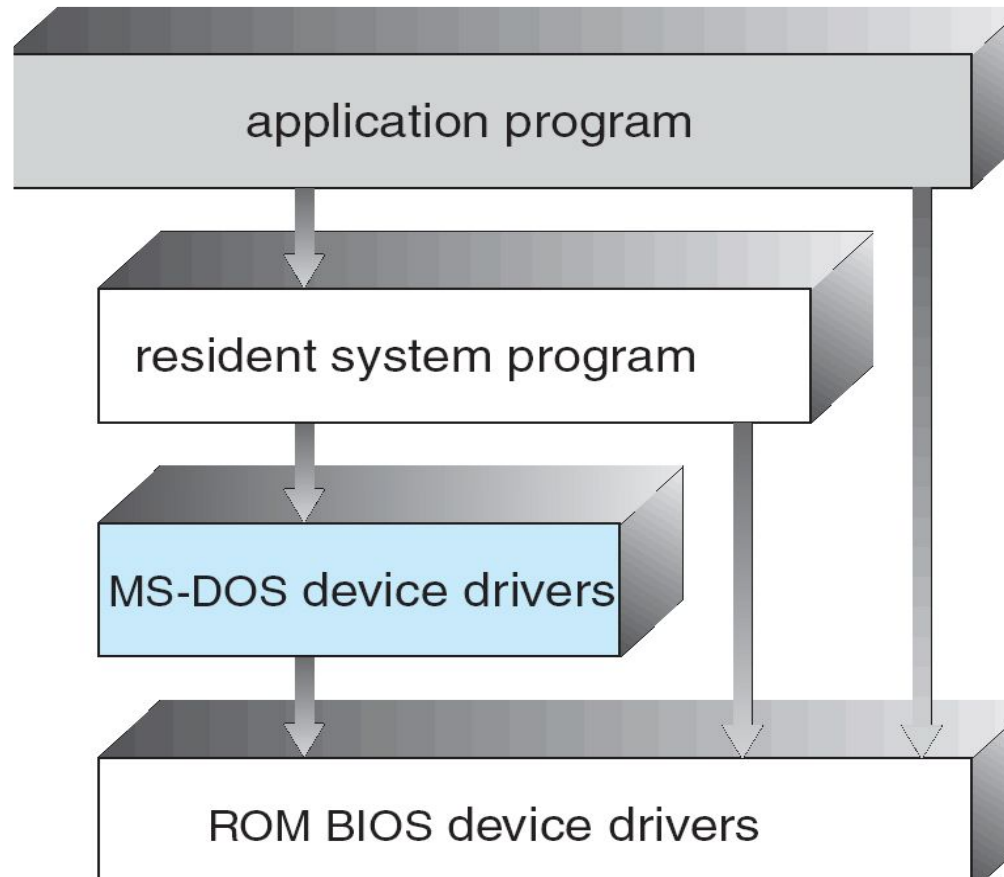 application program
resident system program
MS-DOS device drivers
ROM BIOS device drivers